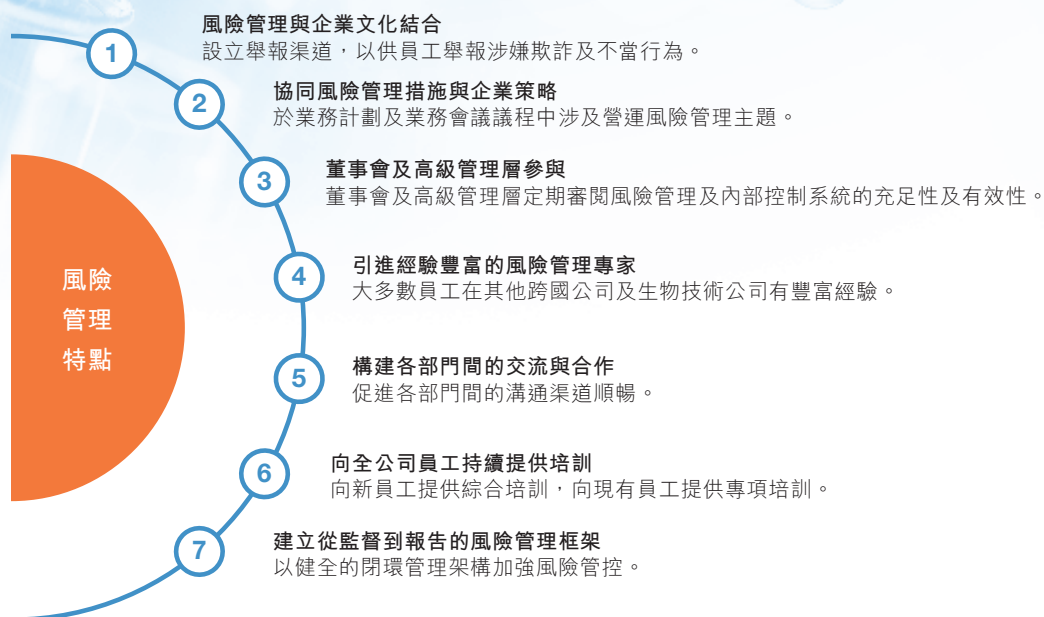 1
風險管理與企業文化結合
設立舉報渠道，以供員工舉報涉嫌欺詐及不當行為。
2
協同風險管理措施與企業策略
於業務計劃及業務會議議程中涉及營運風險管理主題。
3
董事會及高級管理層參與
董事會及高級管理層定期審閱風險管理及內部控制系統的充足性及有效性。
風險
管理
特點
4
引進經驗豐富的風險管理專家
大多數員工在其他跨國公司及生物技術公司有豐富經驗。
5
構建各部門間的交流與合作
促進各部門間的溝通渠道順暢。
6
向全公司員工持續提供培訓
向新員工提供綜合培訓，向現有員工提供專項培訓。
7
建立從監督到報告的風險管理框架
以健全的閉環管理架構加強風險管控。